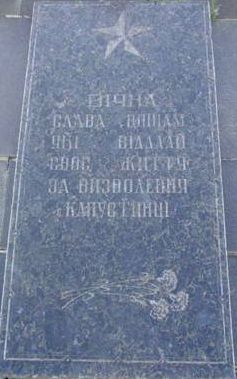 ВІЧНА
СЛАВА ВОЇНАМ
ЯКІ ВІДДАЛИ
СВОЄ ЖИТТЯ
ЗА ВИЗВОЛЕННЯ
КАПУСТИНЦІ